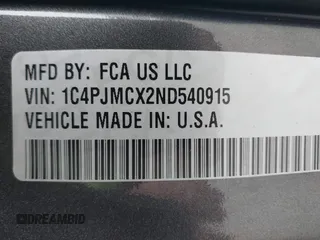 MFD BY: FCA US LLC
VIN: 1C4PJMCX2ND540915
VEHICLE MADE IN: U.S.A.
DREAMBID